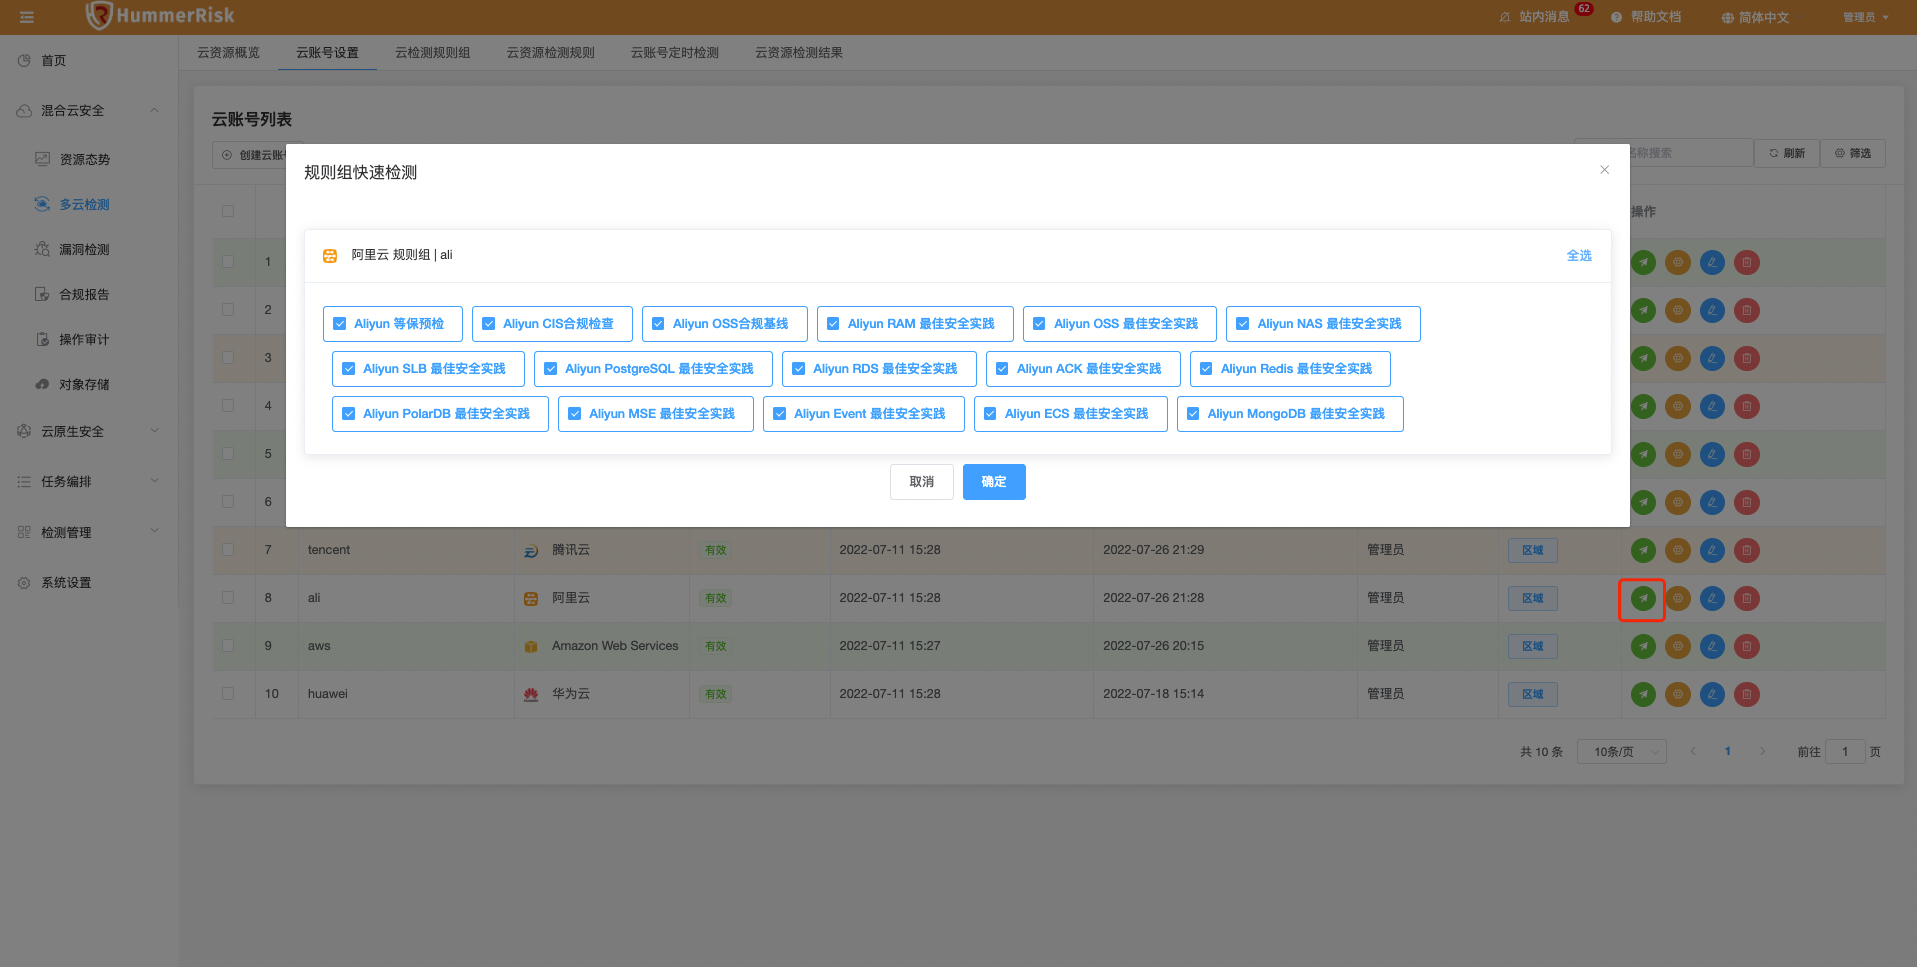 HummerRisk
站内消息 62 帮助文档 简体中文 管理员
首页
混合云安全
资源态势
多云检测
漏洞检测
合规报告
操作审计
对象存储
云原生安全
任务编排
检测管理
系统设置
云资源概览 云账号设置 云检测规则组 云资源检测规则 云账号定时检测 云资源检测结果
云账号列表
创建云账
名称搜索 刷新 筛选
操作
规则组快速检测
阿里云 规则组 | ali 全选
Aliyun 等保预检 Aliyun CIS合规检查 Aliyun OSS合规基线 Aliyun RAM 最佳安全实践 Aliyun OSS 最佳安全实践 Aliyun NAS 最佳安全实践
Aliyun SLB 最佳安全实践 Aliyun PostgreSQL 最佳安全实践 Aliyun RDS 最佳安全实践 Aliyun ACK 最佳安全实践 Aliyun Redis 最佳安全实践
Aliyun PolarDB 最佳安全实践 Aliyun MSE 最佳安全实践 Aliyun Event 最佳安全实践 Aliyun ECS 最佳安全实践 Aliyun MongoDB 最佳安全实践
取消 确定
1
2
3
4
5
6
7 tencent 腾讯云 有效 2022-07-11 15:28 2022-07-26 21:29 管理员 区域
8 ali 阿里云 有效 2022-07-11 15:28 2022-07-26 21:28 管理员 区域
9 aws Amazon Web Services 有效 2022-07-11 15:27 2022-07-26 20:15 管理员 区域
10 huawei 华为云 有效 2022-07-11 15:28 2022-07-18 15:14 管理员 区域
共 10 条 10条/页 1 前往 1 页